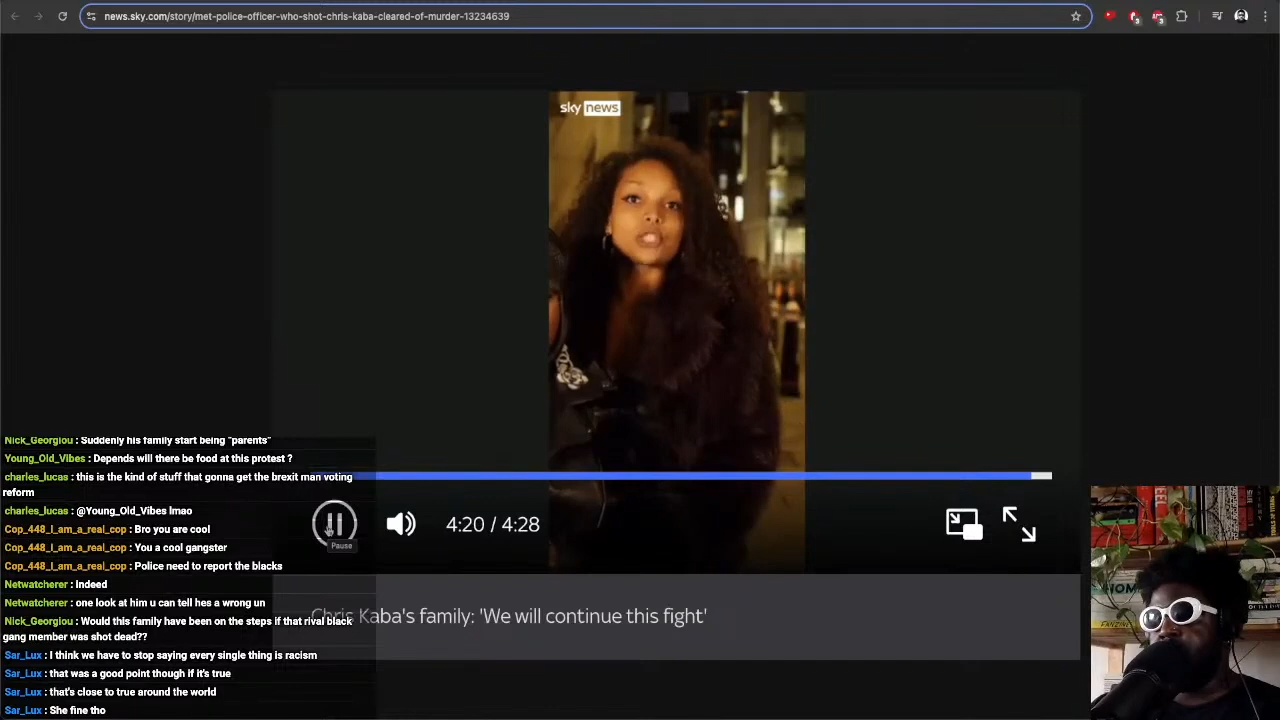 news.sky.com/story/met-police-officer-who-shot-chris-kaba-cleared-of-murder-13234639
sky news
Nick_Georgiou : Suddenly his family start being "parents"
Young_Old_Vibes : Depends will there be food at this protest ?
charles_lucas : this is the kind of stuff that gonna get the brexit man voting
reform
charles_lucas : @Young_Old_Vibes lmao
Cop_448_I_am_a_real_cop : Bro you are cool
Cop_448_I_am_a_real_cop : You a cool gangster
Cop_448_I_am_a_real_cop : Police need to report the blacks
Netwatcherer : Indeed
Netwatcherer : one look at him u can tell hes a wrong un
Nick_Georgiou : Would this family have been on the steps if that rival black
gang member was shot dead??
Sar_Lux : I think we have to stop saying every single thing is racism
Sar_Lux : that was a good point though if it's true
Sar_Lux : that's close to true around the world
Sar_Lux : She fine tho
Pause
4:20 / 4:28
Chris Kaba's family: 'We will continue this fight'